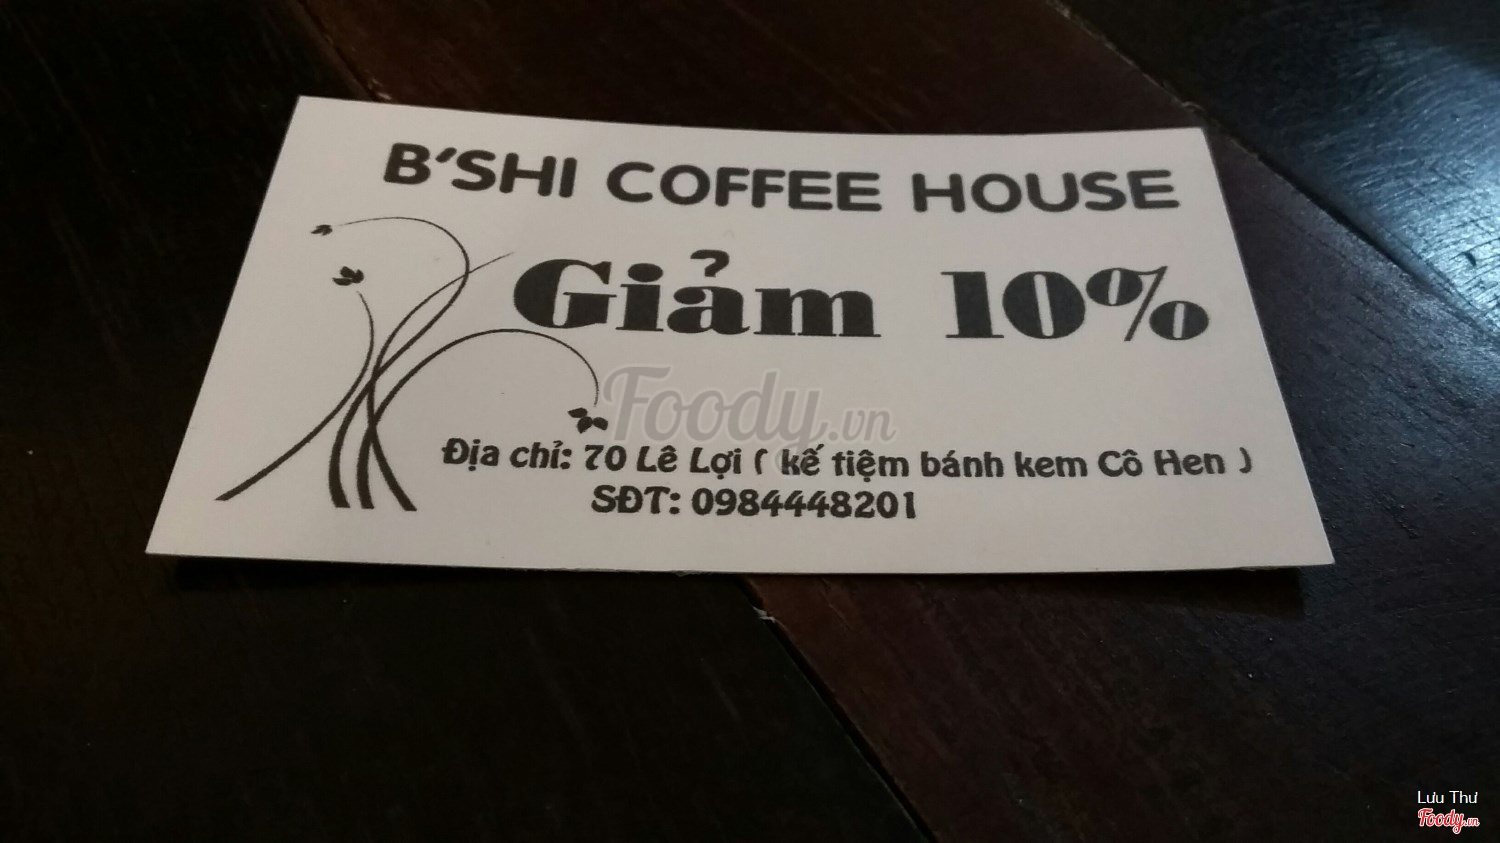 B'SHI COFFEE HOUSE
Giảm 10%
Foody.vn
Địa chỉ: 70 Lê Lợi ( kế tiệm bánh kem Cô Hen )
SĐT: 0984448201
Lưu Thư
Foody.vn